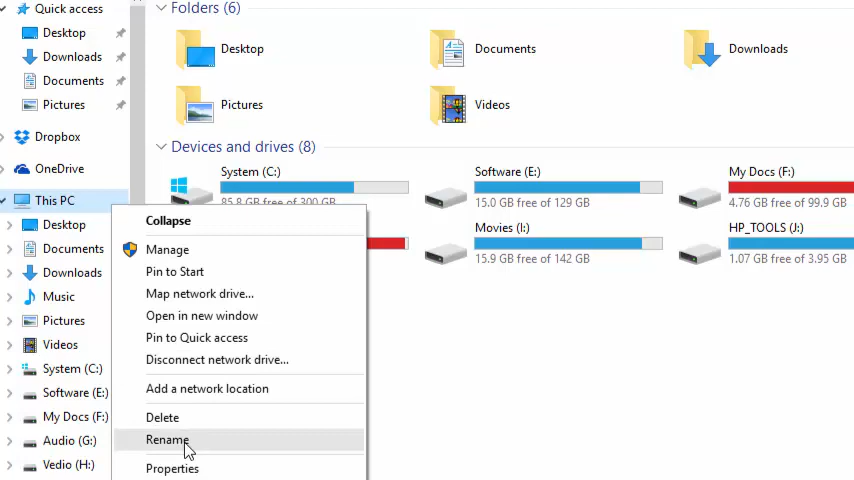 Quick access
Desktop
Downloads
Documents
Pictures
Dropbox
OneDrive
This PC
Desktop
Documents
Downloads
Music
Pictures
Videos
System (C:)
Software (E:)
My Docs (F:)
Audio (G:)
Vedio (H:)
Folders (6)
Desktop
Documents
Downloads
Pictures
Videos
Devices and drives (8)
System (C:)
85.8 GB free of 300 GB
Software (E:)
15.0 GB free of 129 GB
My Docs (F:)
4.76 GB free of 99.9 GB
Movies (I:)
15.9 GB free of 142 GB
HP_TOOLS (J:)
1.07 GB free of 3.95 GB
Collapse
Manage
Pin to Start
Map network drive...
Open in new window
Pin to Quick access
Disconnect network drive...
Add a network location
Delete
Rename
Properties